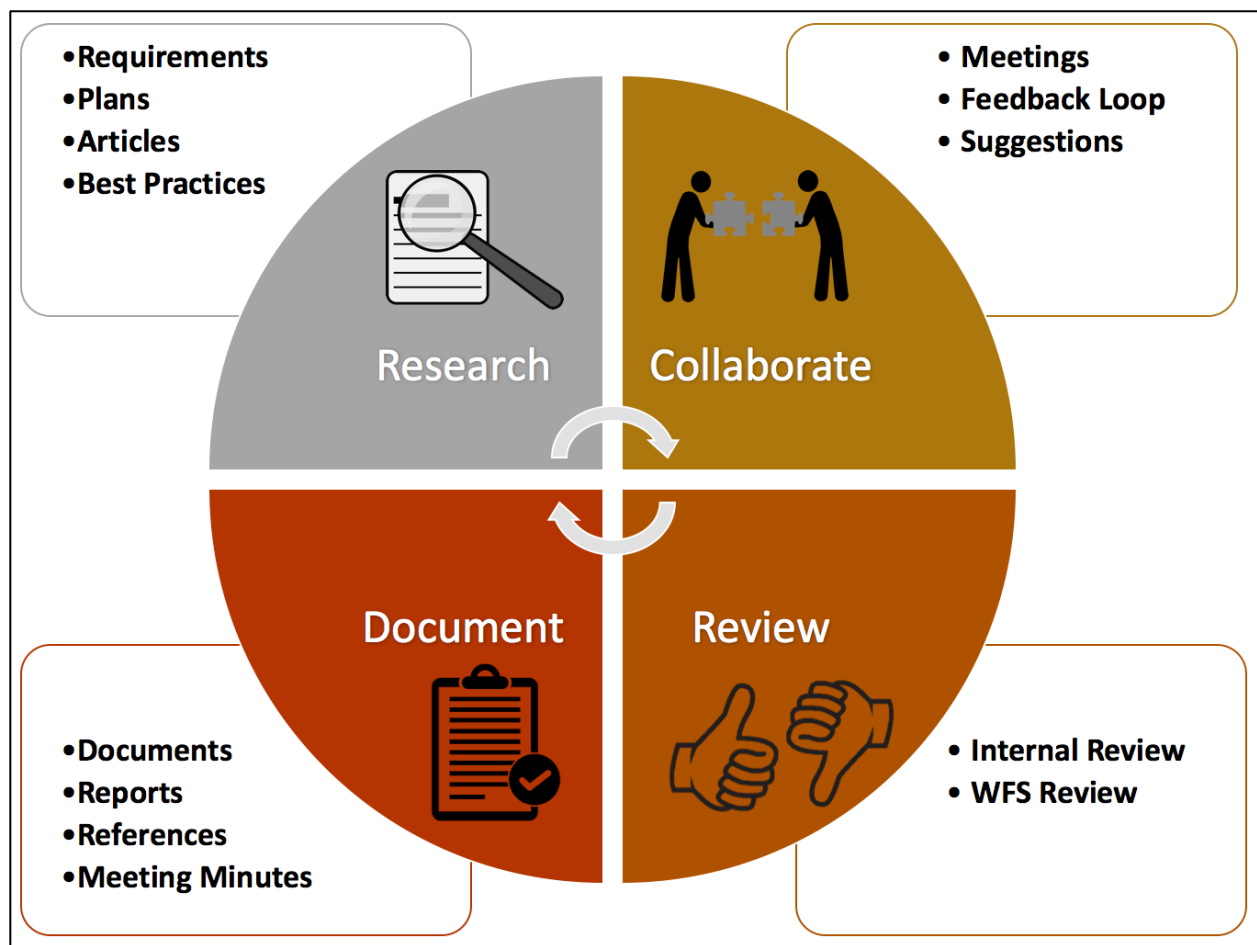 •Requirements
•Plans
•Articles
•Best Practices
• Meetings
• Feedback Loop
• Suggestions
Research
Collaborate
Document
Review
•Documents
•Reports
•References
•Meeting Minutes
• Internal Review
• WFS Review